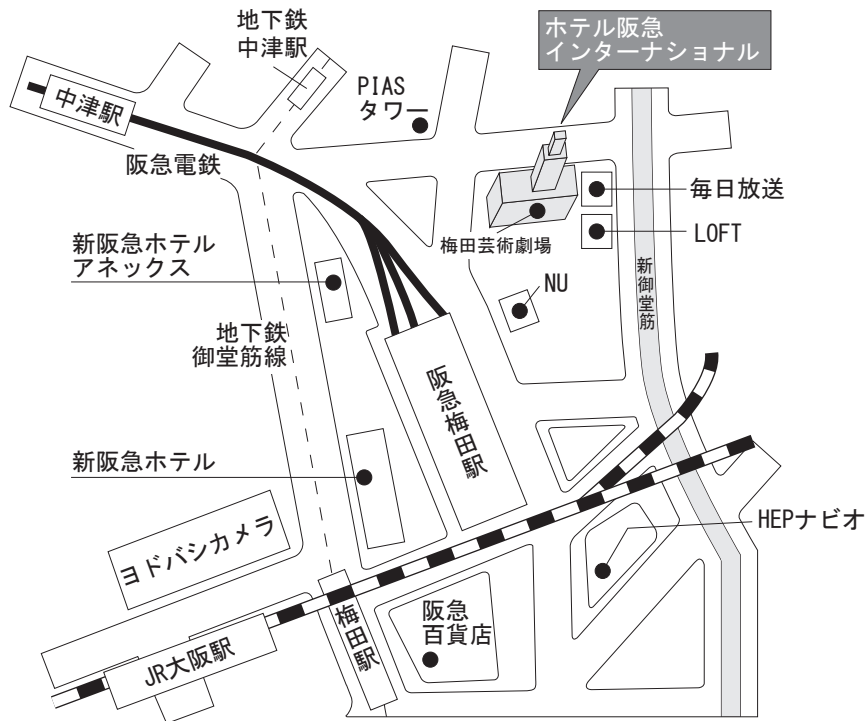 地下鉄
中津駅
ホテル阪急
インターナショナル
中津駅
PIAS
タワー
阪急電鉄
毎日放送
梅田芸術劇場
LOFT
新阪急ホテル
アネックス
NU
新御堂筋
地下鉄
御堂筋線
阪急梅田駅
新阪急ホテル
HEPナビオ
ヨドバシカメラ
梅田駅
阪急
百貨店
JR大阪駅